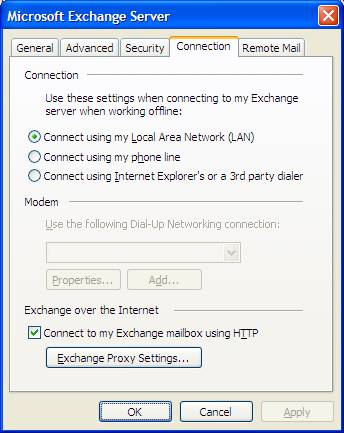 Microsoft Exchange Server
General Advanced Security Connection Remote Mail
Connection
Use these settings when connecting to my Exchange
server when working offline:
Connect using my Local Area Network (LAN)
Connect using my phone line
Connect using Internet Explorer's or a 3rd party dialer
Modem
Use the following Dial-Up Networking connection:
Properties... Add...
Exchange over the Internet
Connect to my Exchange mailbox using HTTP
Exchange Proxy Settings...
OK Cancel Apply